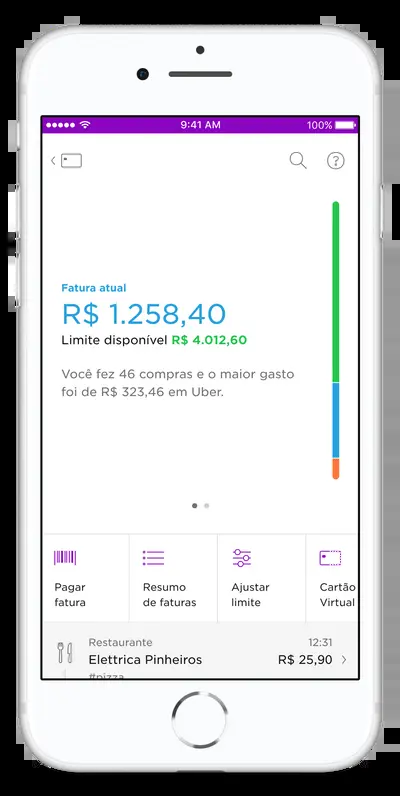 9:41 AM 100%
Fatura atual
R$ 1.258,40
Limite disponível R$ 4.012,60
Você fez 46 compras e o maior gasto
foi de R$ 323,46 em Uber.
Pagar
fatura
Resumo
de faturas
Ajustar
limite
Cartão
Virtual
Restaurante 12:31
Elettrica Pinheiros R$ 25,90
#pizza